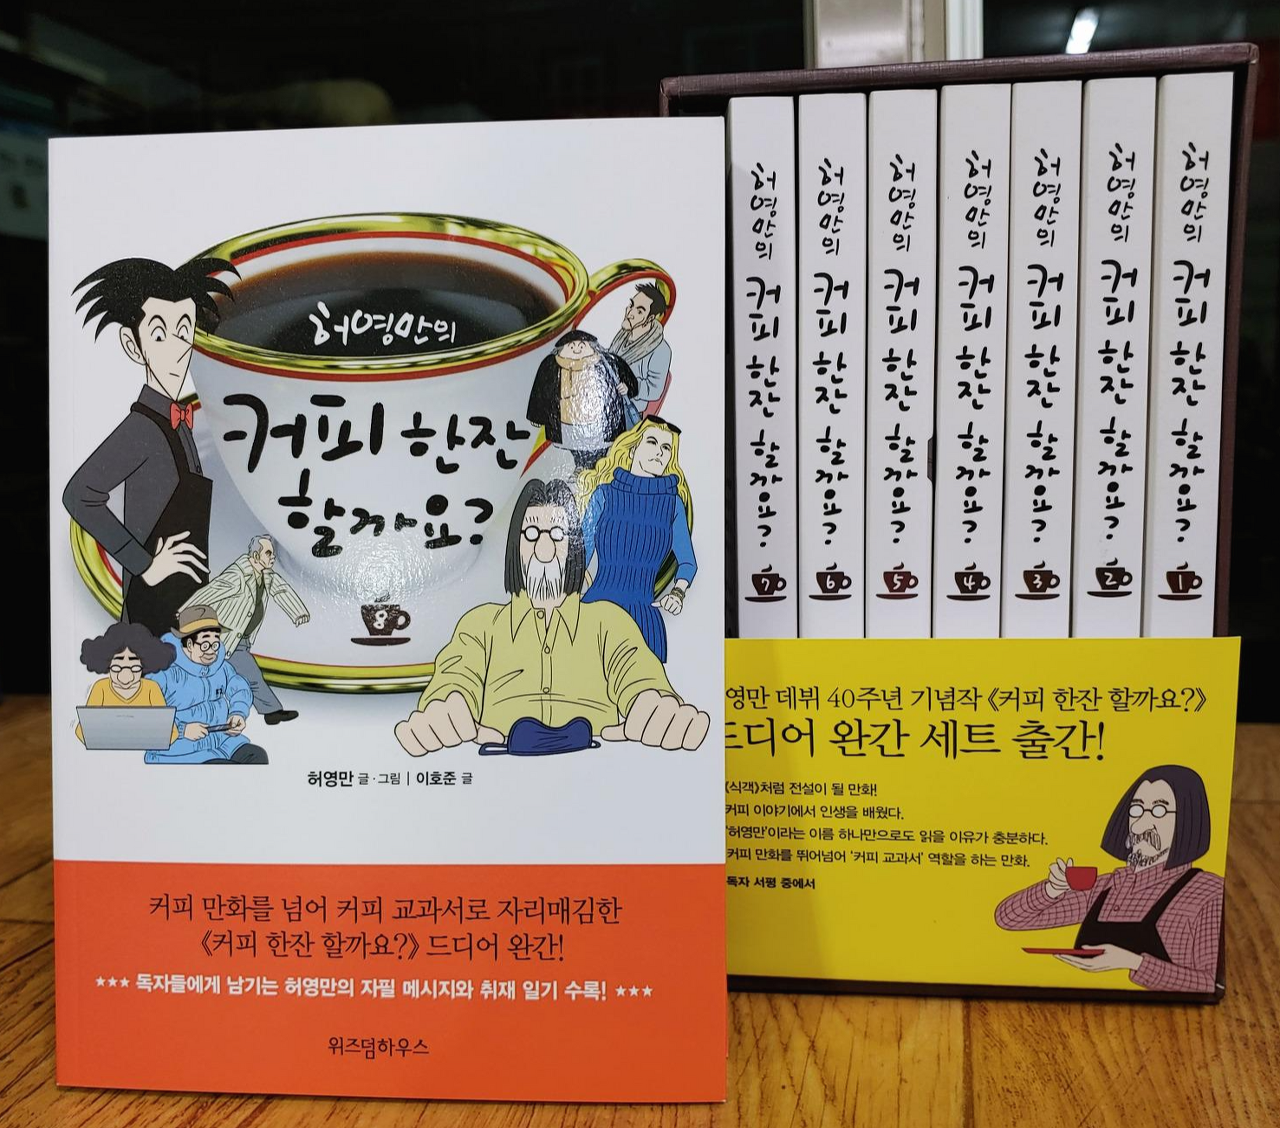 허영만의
커피 한잔
할까요?
8
허영만 글·그림 | 이호준 글
커피 만화를 넘어 커피 교과서로 자리매김한
《커피 한잔 할까요?》 드디어 완간!
★★★ 독자들에게 남기는 허영만의 자필 메시지와 취재 일기 수록! ★★★
위즈덤하우스
허영만의 커피 한잔 할까요? 7
허영만의 커피 한잔 할까요? 6
허영만의 커피 한잔 할까요? 5
허영만의 커피 한잔 할까요? 4
허영만의 커피 한잔 할까요? 3
허영만의 커피 한잔 할까요? 2
허영만의 커피 한잔 할까요? 1
영만 데뷔 40주년 기념작 《커피 한잔 할까요?》
드디어 완간 세트 출간!
《식객》처럼 전설이 될 만화!
커피 이야기에서 인생을 배웠다.
'허영만'이라는 이름 하나만으로도 읽을 이유가 충분하다.
커피 만화를 뛰어넘어 '커피 교과서' 역할을 하는 만화.
독자 서평 중에서